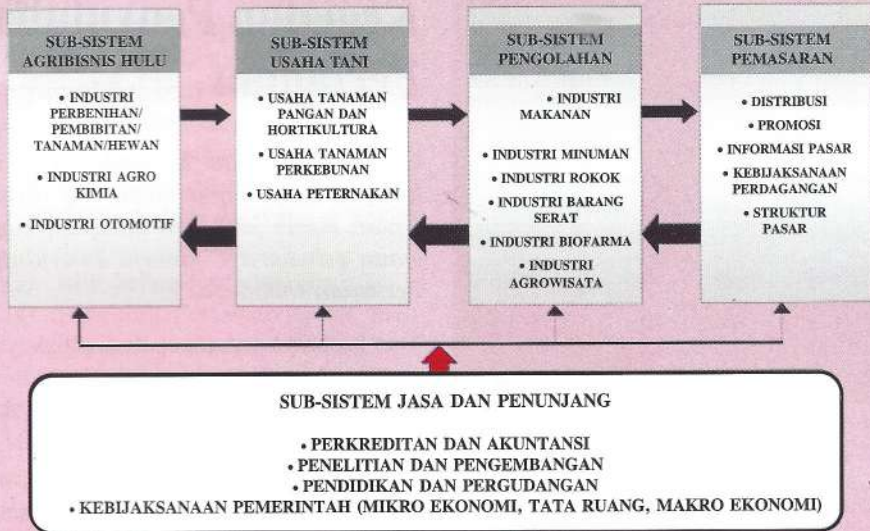 SUB-SISTEM
AGRIBISNIS HULU
• INDUSTRI
PERBENIHAN/
PEMBIBITAN/
TANAMAN/HEWAN
• INDUSTRI AGRO
KIMIA
• INDUSTRI OTOMOTIF
SUB-SISTEM
USAHA TANI
• USAHA TANAMAN
PANGAN DAN
HORTIKULTURA
• USAHA TANAMAN
PERKEBUNAN
• USAHA PETERNAKAN
SUB-SISTEM
PENGOLAHAN
• INDUSTRI
MAKANAN
• INDUSTRI MINUMAN
• INDUSTRI ROKOK
• INDUSTRI BARANG
SERAT
• INDUSTRI BIOFARMA
• INDUSTRI
AGROWISATA
SUB-SISTEM
PEMASARAN
• DISTRIBUSI
• PROMOSI
• INFORMASI PASAR
• KEBIJAKSANAAN
PERDAGANGAN
• STRUKTUR
PASAR
SUB-SISTEM JASA DAN PENUNJANG
• PERKREDITAN DAN AKUNTANSI
• PENELITIAN DAN PENGEMBANGAN
• PENDIDIKAN DAN PERGUDANGAN
• KEBIJAKSANAAN PEMERINTAH (MIKRO EKONOMI, TATA RUANG, MAKRO EKONOMI)